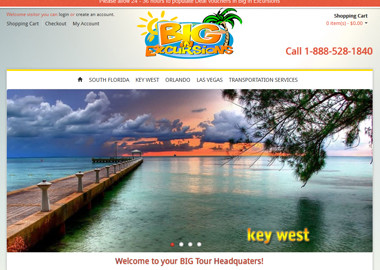 Please allow 24 - 36 hours to populate Deal Vouchers in Big In Excursions
Welcome visitor you can login or create an account.
Shopping Cart Checkout My Account
BIG
IN
EXCURSIONS
Shopping Cart
0 item(s) - $0.00
Call 1-888-528-1840
SOUTH FLORIDA KEY WEST ORLANDO LAS VEGAS TRANSPORTATION SERVICES
key west
Welcome to your BIG Tour Headquaters!